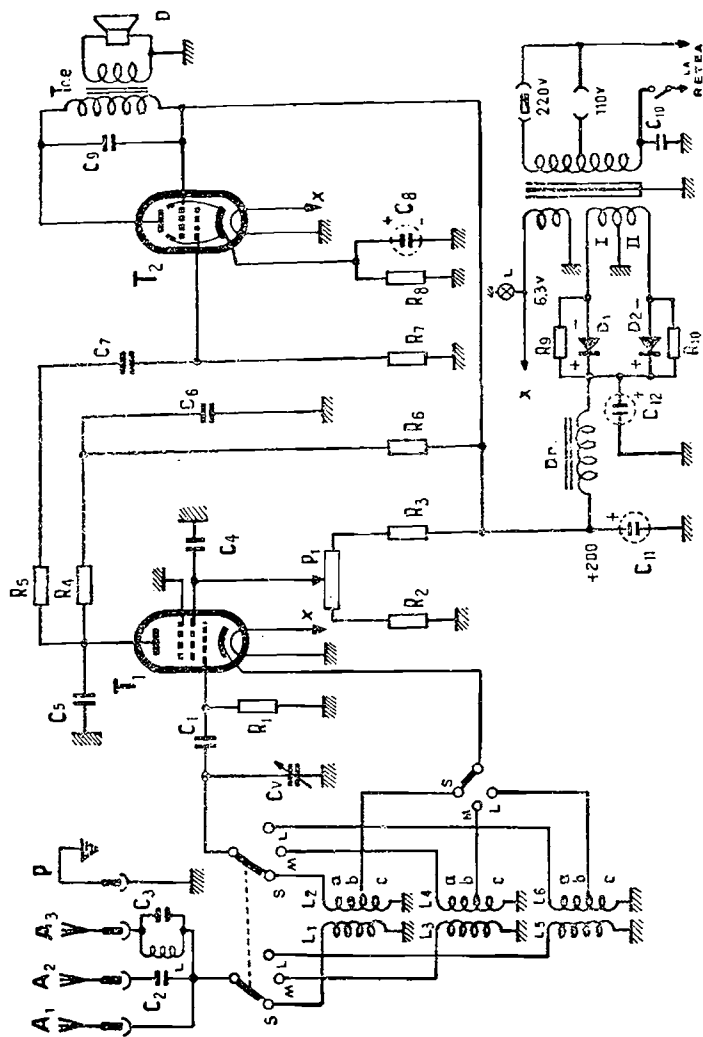 A1
A2
A3
P
C2
L
C3
S
M
L
S
M
L
L1
L2
a
b
c
L3
L4
a
b
c
L5
L6
a
b
c
S
M
L
CV
C1
R1
C5
T1
R5
R4
C4
P1
X
R2
R3
C7
C6
R6
R7
T2
X
R8
+
-
C8
C9
Tre
D
+200
+
C11
Dr.
+
C12
R9
+
-
D1
+
-
D2
R10
X
6,3V
L
I
II
220V
110V
C10
LA
RETEA